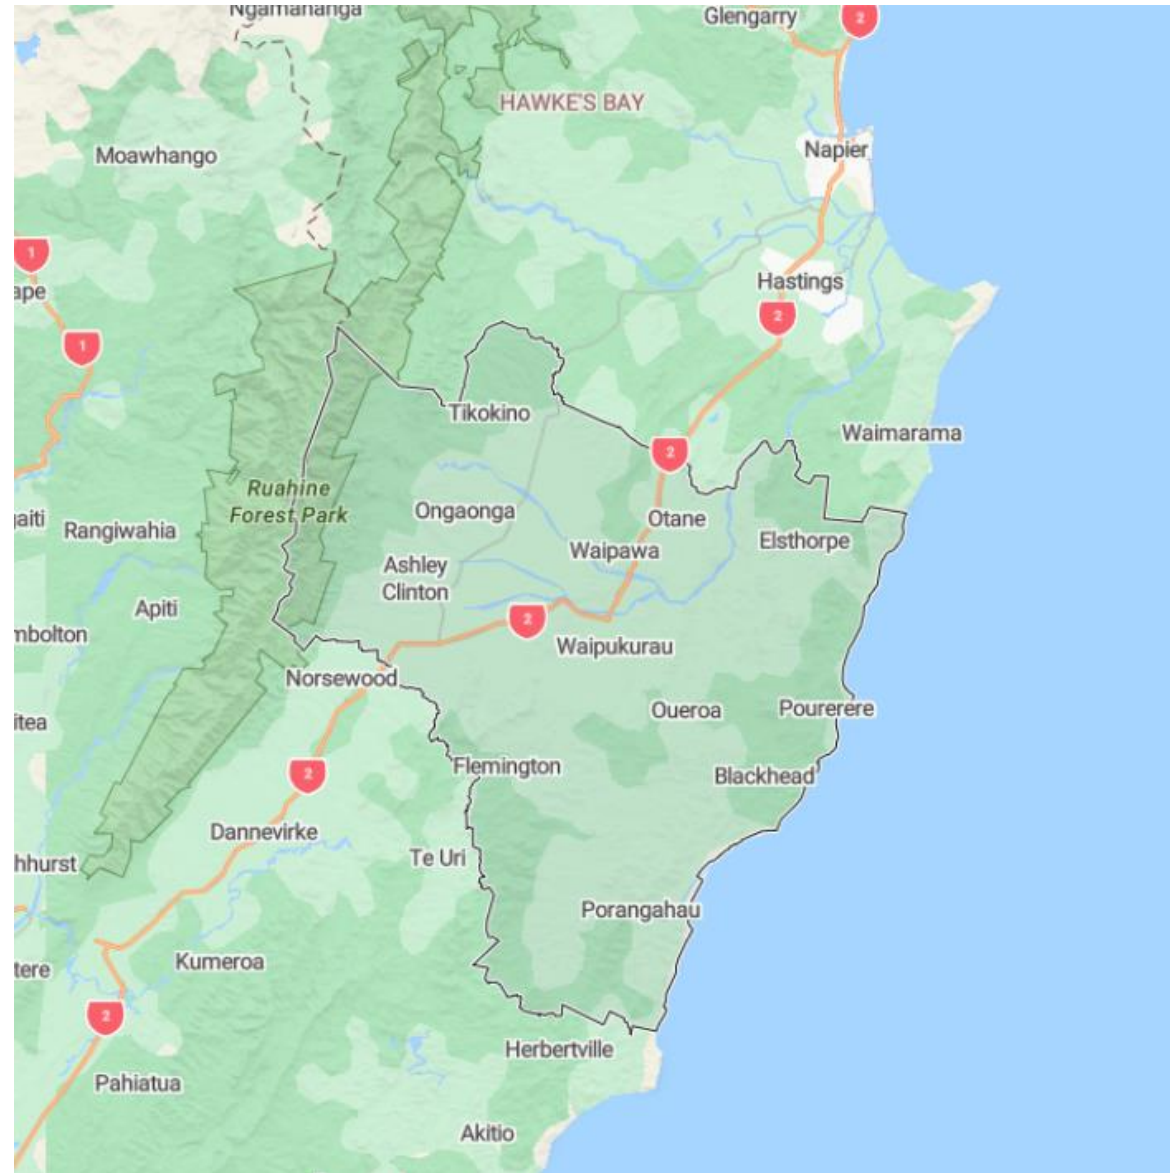 Ngamahanga
Glengarry
2
HAWKE'S BAY
Moawhango
Napier
1
ape
Hastings
2
1
Tikokino
Waimarama
2
Ruahine
Forest Park
Ongaonga
Otane
aiti
Rangiwahia
Waipawa
Elsthorpe
Ashley
Clinton
Apiti
2
mbolton
Waipukurau
Norsewood
itea
Oueroa
Pourerere
Flemington
2
Blackhead
Dannevirke
Te Uri
hhurst
Porangahau
Kumeroa
tere
2
Herbertville
Pahiatua
Akitio